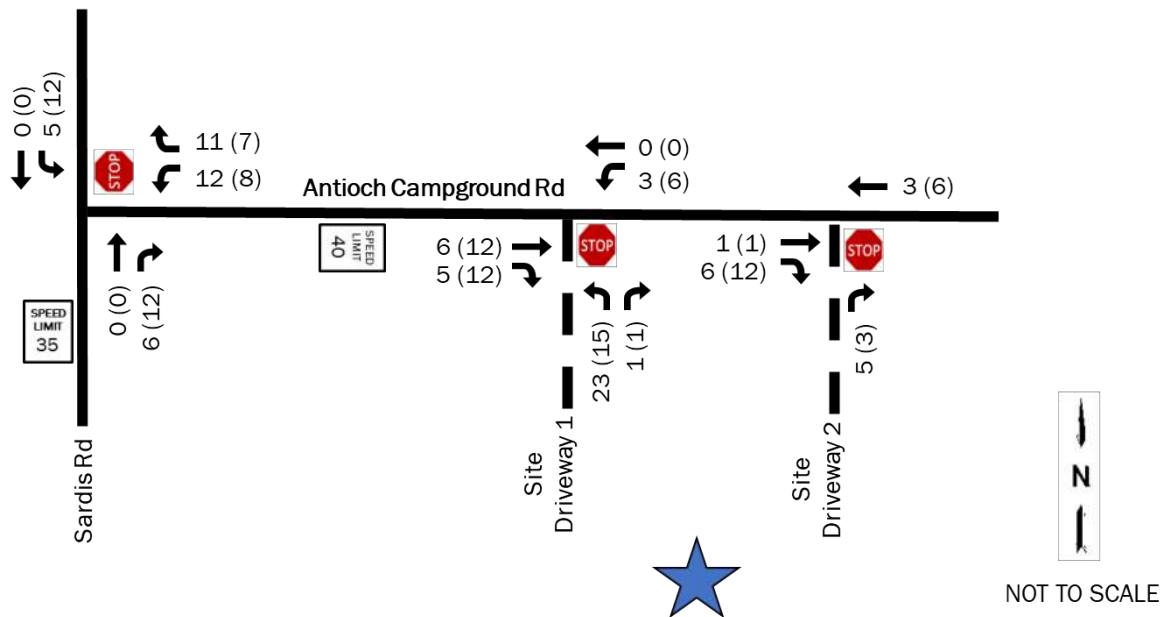 0 (0)
5 (12)
STOP
11 (7)
12 (8)
Antioch Campground Rd
0 (0)
3 (6)
3 (6)
SPEED
LIMIT
40
6 (12)
5 (12)
STOP
1 (1)
6 (12)
STOP
SPEED
LIMIT
35
0 (0)
6 (12)
23 (15)
1 (1)
5 (3)
Sardis Rd
Site
Driveway 1
Site
Driveway 2
N
NOT TO SCALE